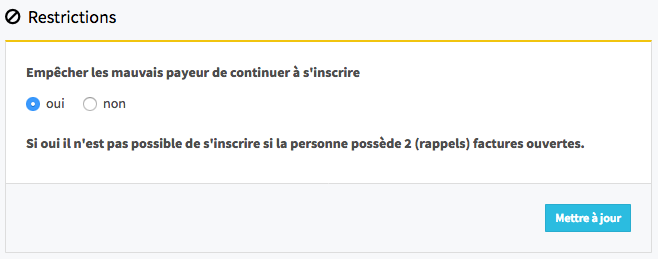 Restrictions
Empêcher les mauvais payeur de continuer à s'inscrire
oui non
Si oui il n'est pas possible de s'inscrire si la personne possède 2 (rappels) factures ouvertes.
Mettre à jour